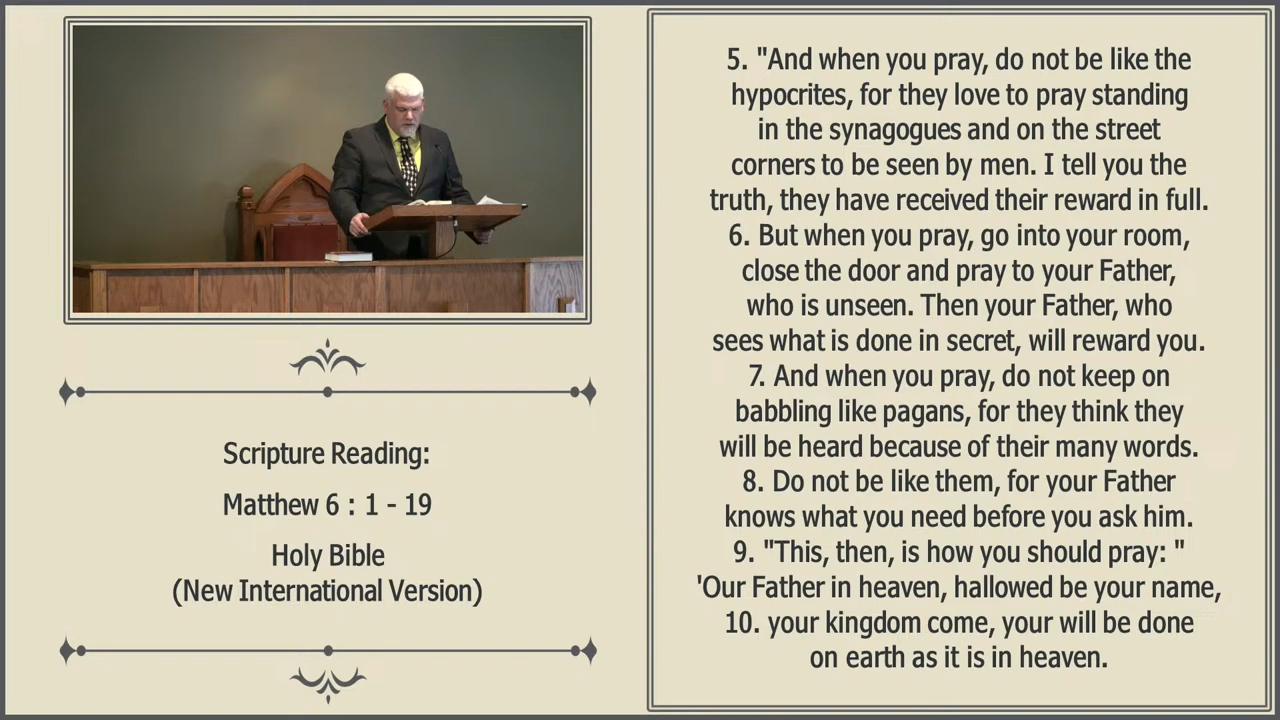 Scripture Reading:
Matthew 6 : 1 - 19
Holy Bible
(New International Version)
5. "And when you pray, do not be like the
hypocrites, for they love to pray standing
in the synagogues and on the street
corners to be seen by men. I tell you the
truth, they have received their reward in full.
6. But when you pray, go into your room,
close the door and pray to your Father,
who is unseen. Then your Father, who
sees what is done in secret, will reward you.
7. And when you pray, do not keep on
babbling like pagans, for they think they
will be heard because of their many words.
8. Do not be like them, for your Father
knows what you need before you ask him.
9. "This, then, is how you should pray: "
'Our Father in heaven, hallowed be your name,
10. your kingdom come, your will be done
on earth as it is in heaven.